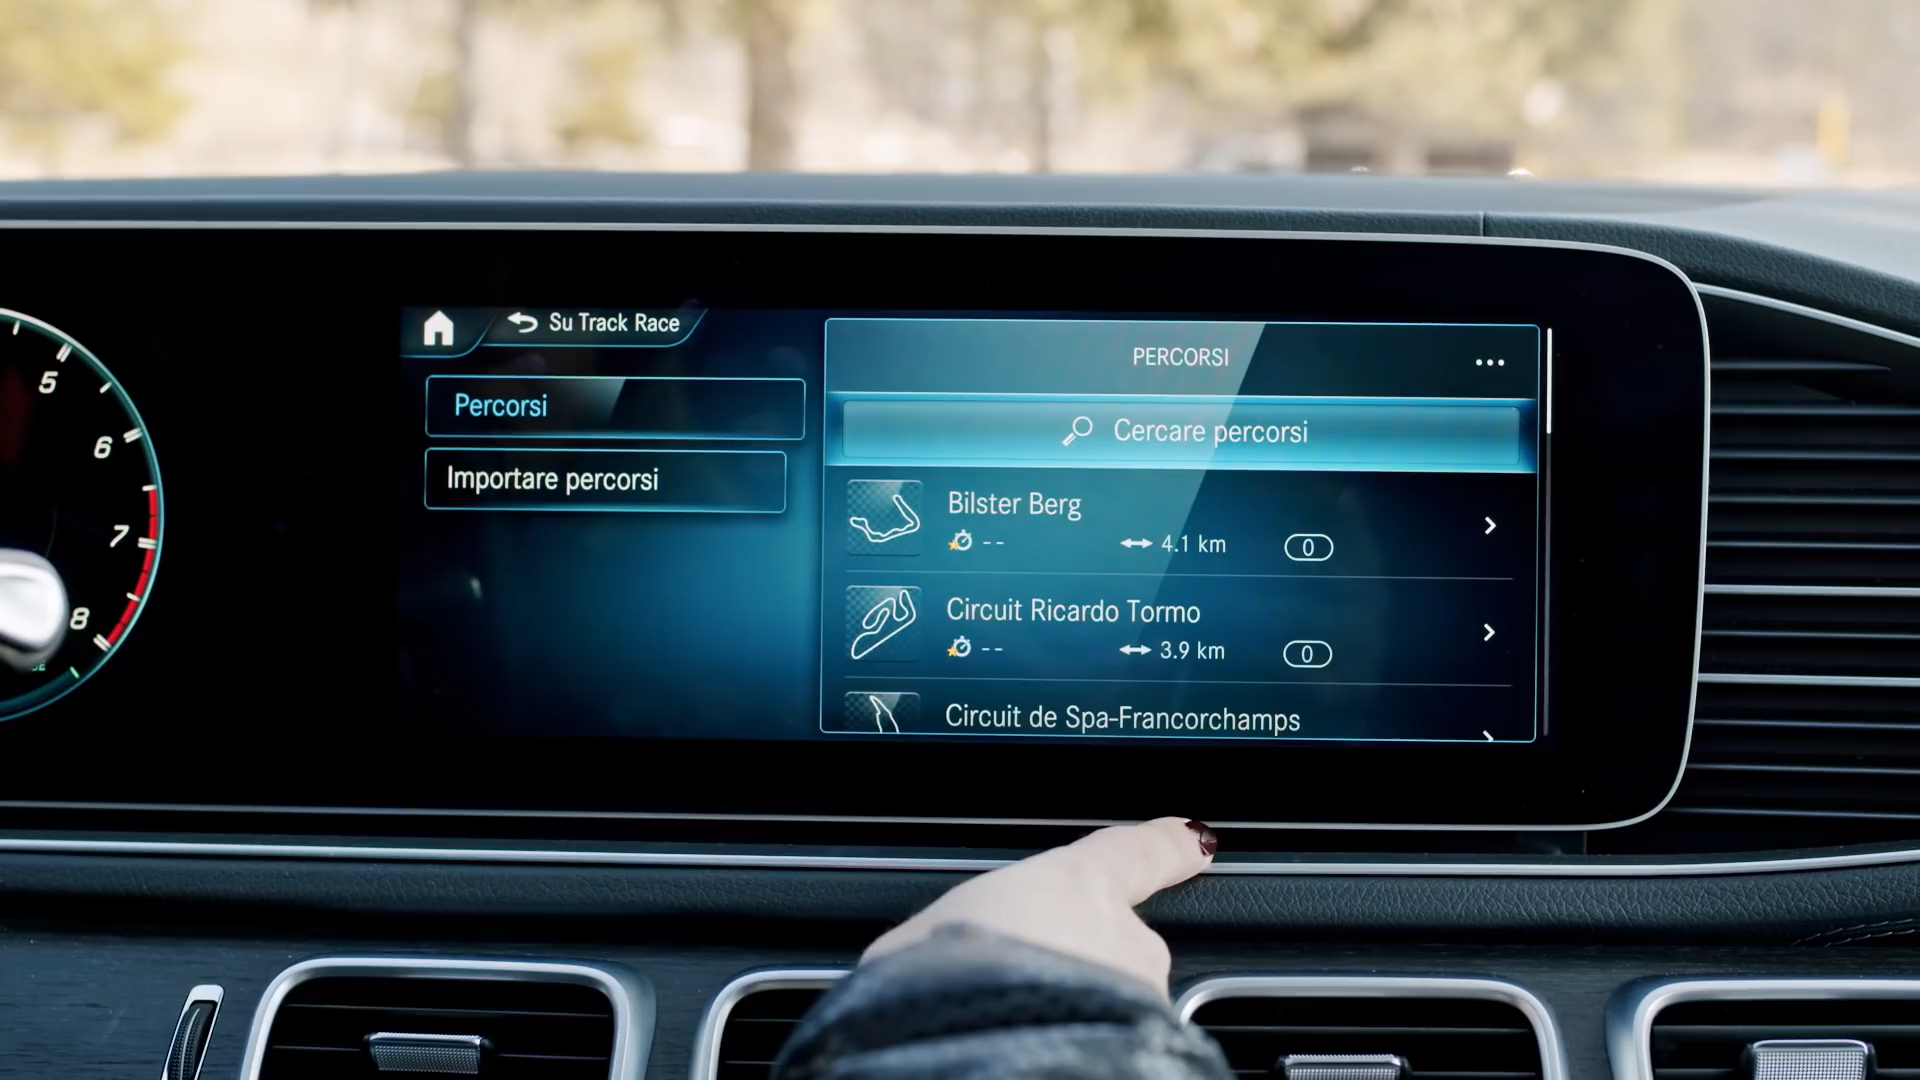 5
6
7
8
Su Track Race
Percorsi
Importare percorsi
PERCORSI
Cercare percorsi
Bilster Berg
-- 4.1 km 0
Circuit Ricardo Tormo
-- 3.9 km 0
Circuit de Spa-Francorchamps